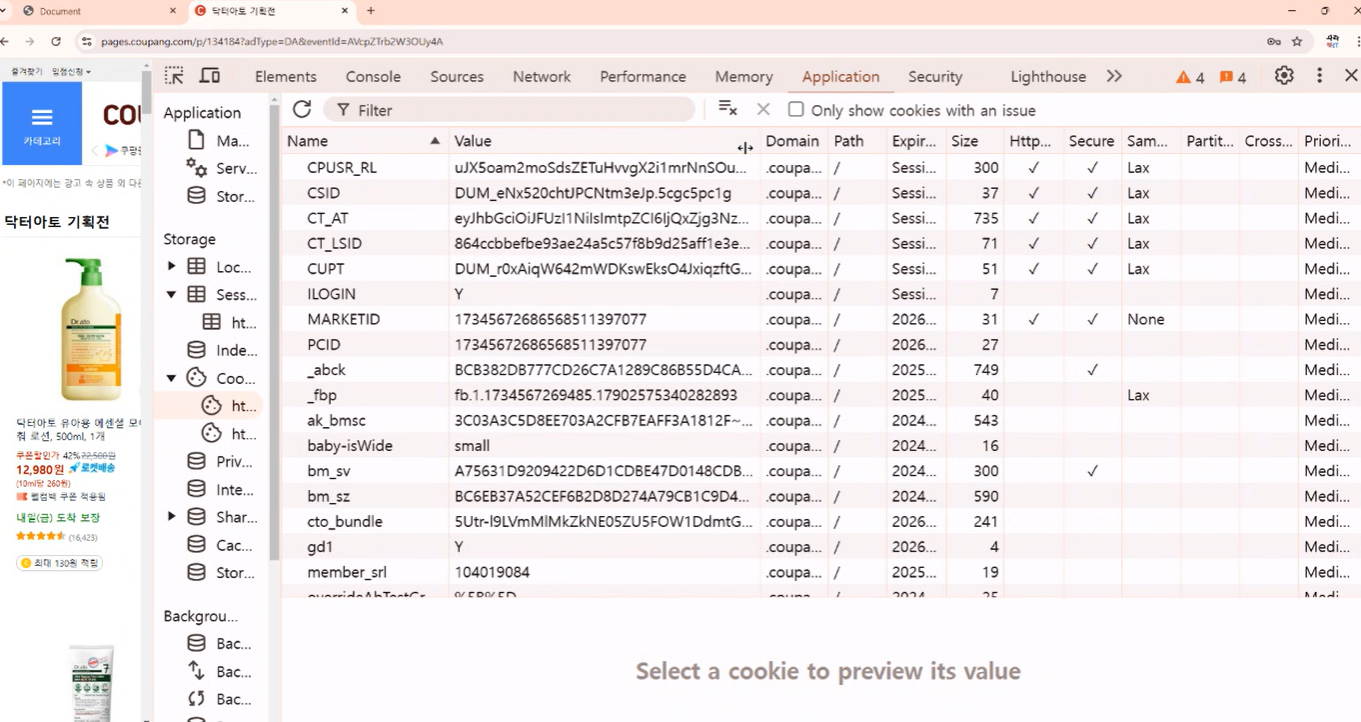 Document
닥터아토 기획전
pages.coupang.com/p/134184?adType=DA&eventId=AVcpZTrb2W3OUy4A
즐겨찾기 입점신청
카테고리
COU
쿠팡
*이 페이지에는 광고 속 상품 외 다른
닥터아토 기획전
Dr.ato
닥터아토 유아용 에센셜 모
춰 로션, 500ml, 1개
쿠폰할인가 42% 22,500원
12,980원 로켓배송
(10ml당 260원)
웰컴백 쿠폰 적용됨
내일(금) 도착 보장
(16,423)
최대 130원 적립
Elements Console Sources Network Performance Memory Application Security Lighthouse 4 4
Application
Ma...
Serv...
Stor...
Storage
Loc...
Sess...
ht...
Inde...
Coo...
ht...
ht...
Priv...
Inte...
Shar...
Cac...
Stor...
Backgrou...
Bac...
Bac...
Bac...
Filter Only show cookies with an issue
Name Value Domain Path Expir... Size Http... Secure Sam... Partit... Cross... Priori...
CPUSR_RL uJX5oam2moSdsZETuHvvgX2i1mrNnSOu... .coupa... / Sessi... 300 ✓ ✓ Lax Medi...
CSID DUM_eNx520chtJPCNtm3eJp.5cgc5pc1g .coupa... / Sessi... 37 ✓ ✓ Lax Medi...
CT_AT eyJhbGciOiJFUzI1NiIsImtpZCI6IjQxZjg3Nz... .coupa... / Sessi... 735 ✓ ✓ Lax Medi...
CT_LSID 864ccbbefbe93ae24a5c57f8b9d25aff1e3e... .coupa... / Sessi... 71 ✓ ✓ Lax Medi...
CUPT DUM_r0xAiqW642mWDKswEksO4JxiqzftG... .coupa... / Sessi... 51 ✓ ✓ Lax Medi...
ILOGIN Y .coupa... / Sessi... 7 Medi...
MARKETID 17345672686568511397077 .coupa... / 2026... 31 ✓ ✓ None Medi...
PCID 17345672686568511397077 .coupa... / 2026... 27 Medi...
_abck BCB382DB777CD26C7A1289C86B55D4CA... .coupa... / 2025... 749 ✓ Medi...
_fbp fb.1.1734567269485.17902575340282893 .coupa... / 2025... 40 Lax Medi...
ak_bmsc 3C03A3C5D8EE703A2CFB7EAFF3A1812F~... .coupa... / 2024... 543 Medi...
baby-isWide small .coupa... / 2024... 16 Medi...
bm_sv A75631D9209422D6D1CDBE47D0148CDB... .coupa... / 2024... 300 ✓ Medi...
bm_sz BC6EB37A52CEF6B2D8D274A79CB1C9D4... .coupa... / 2024... 590 Medi...
cto_bundle 5Utr-l9LVmMlMkZkNE05ZU5FOW1DdmtG... .coupa... / 2026... 241 Medi...
gd1 Y .coupa... / 2026... 4 Medi...
member_srl 104019084 .coupa... / 2025... 19 Medi...
Select a cookie to preview its value